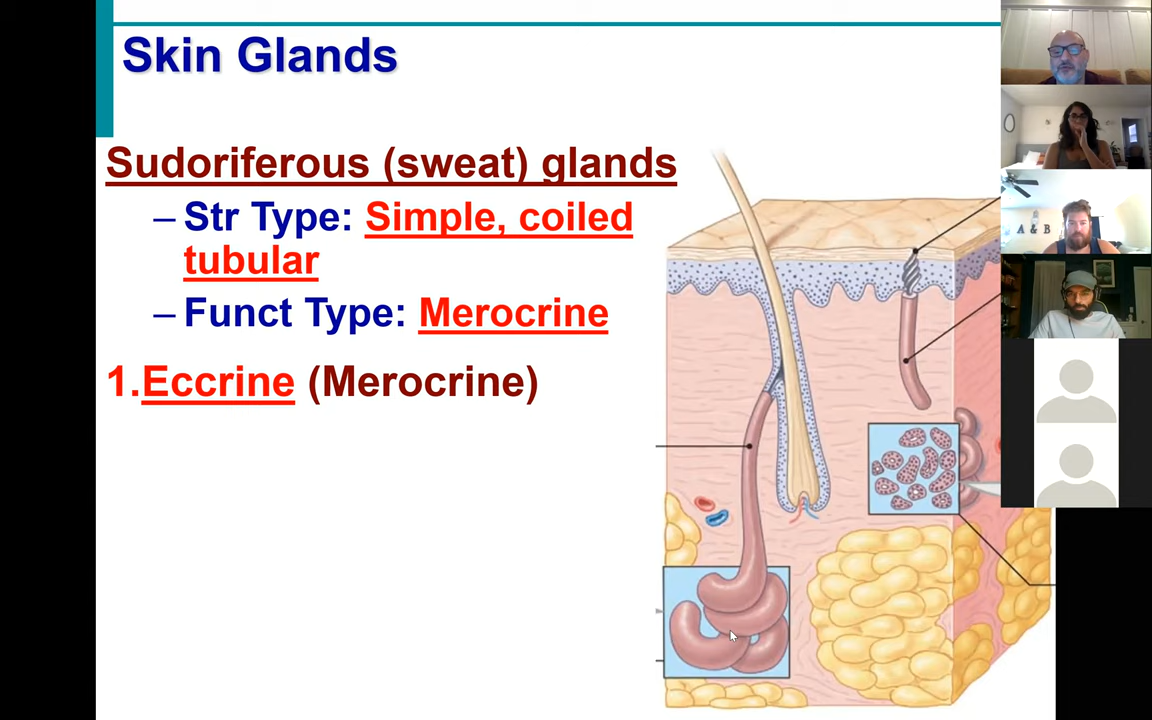 Skin Glands
Sudoriferous (sweat) glands
– Str Type: Simple, coiled
tubular
– Funct Type: Merocrine
1.Eccrine (Merocrine)
A & B